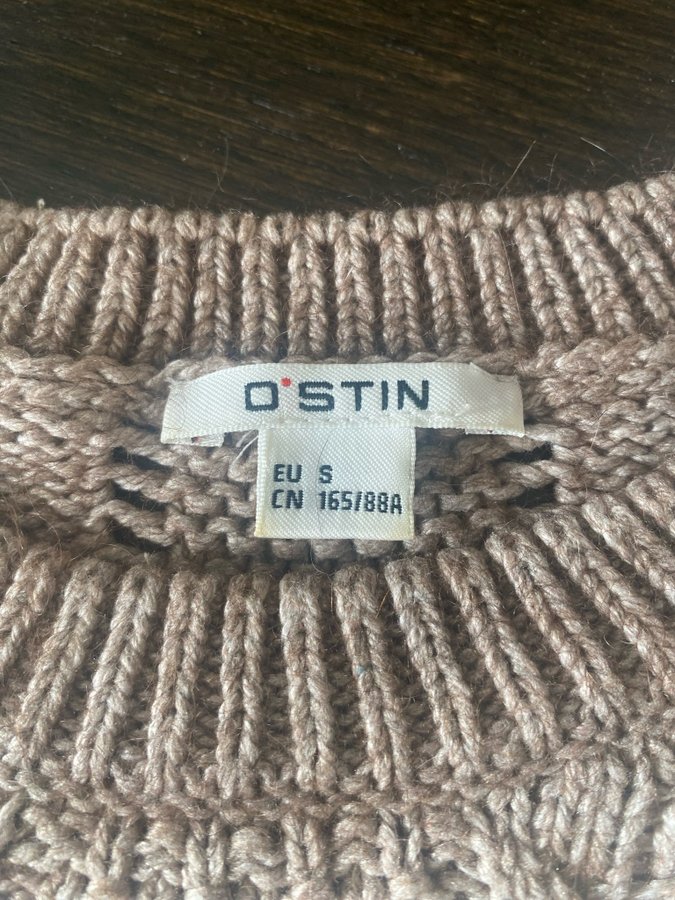 O'STIN
EU S
CN 165/88A